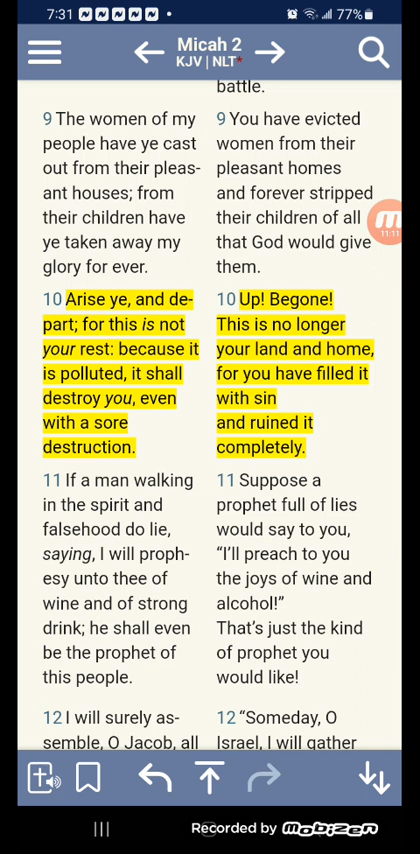 7:31 77%
Micah 2
KJV | NLT*
battle.
9 The women of my
people have ye cast
out from their pleas-
ant houses; from
their children have
ye taken away my
glory for ever.
9 You have evicted
women from their
pleasant homes
and forever stripped
their children of all
that God would give
them.
11:11
10 Arise ye, and de-
part; for this is not
your rest: because it
is polluted, it shall
destroy you, even
with a sore
destruction.
10 Up! Begone!
This is no longer
your land and home,
for you have filled it
with sin
and ruined it
completely.
11 If a man walking
in the spirit and
falsehood do lie,
saying, I will proph-
esy unto thee of
wine and of strong
drink; he shall even
be the prophet of
this people.
11 Suppose a
prophet full of lies
would say to you,
“I’ll preach to you
the joys of wine and
alcohol!”
That’s just the kind
of prophet you
would like!
12 I will surely as-
semble, O Jacob, all
12 “Someday, O
Israel, I will gather
Recorded by mobizen